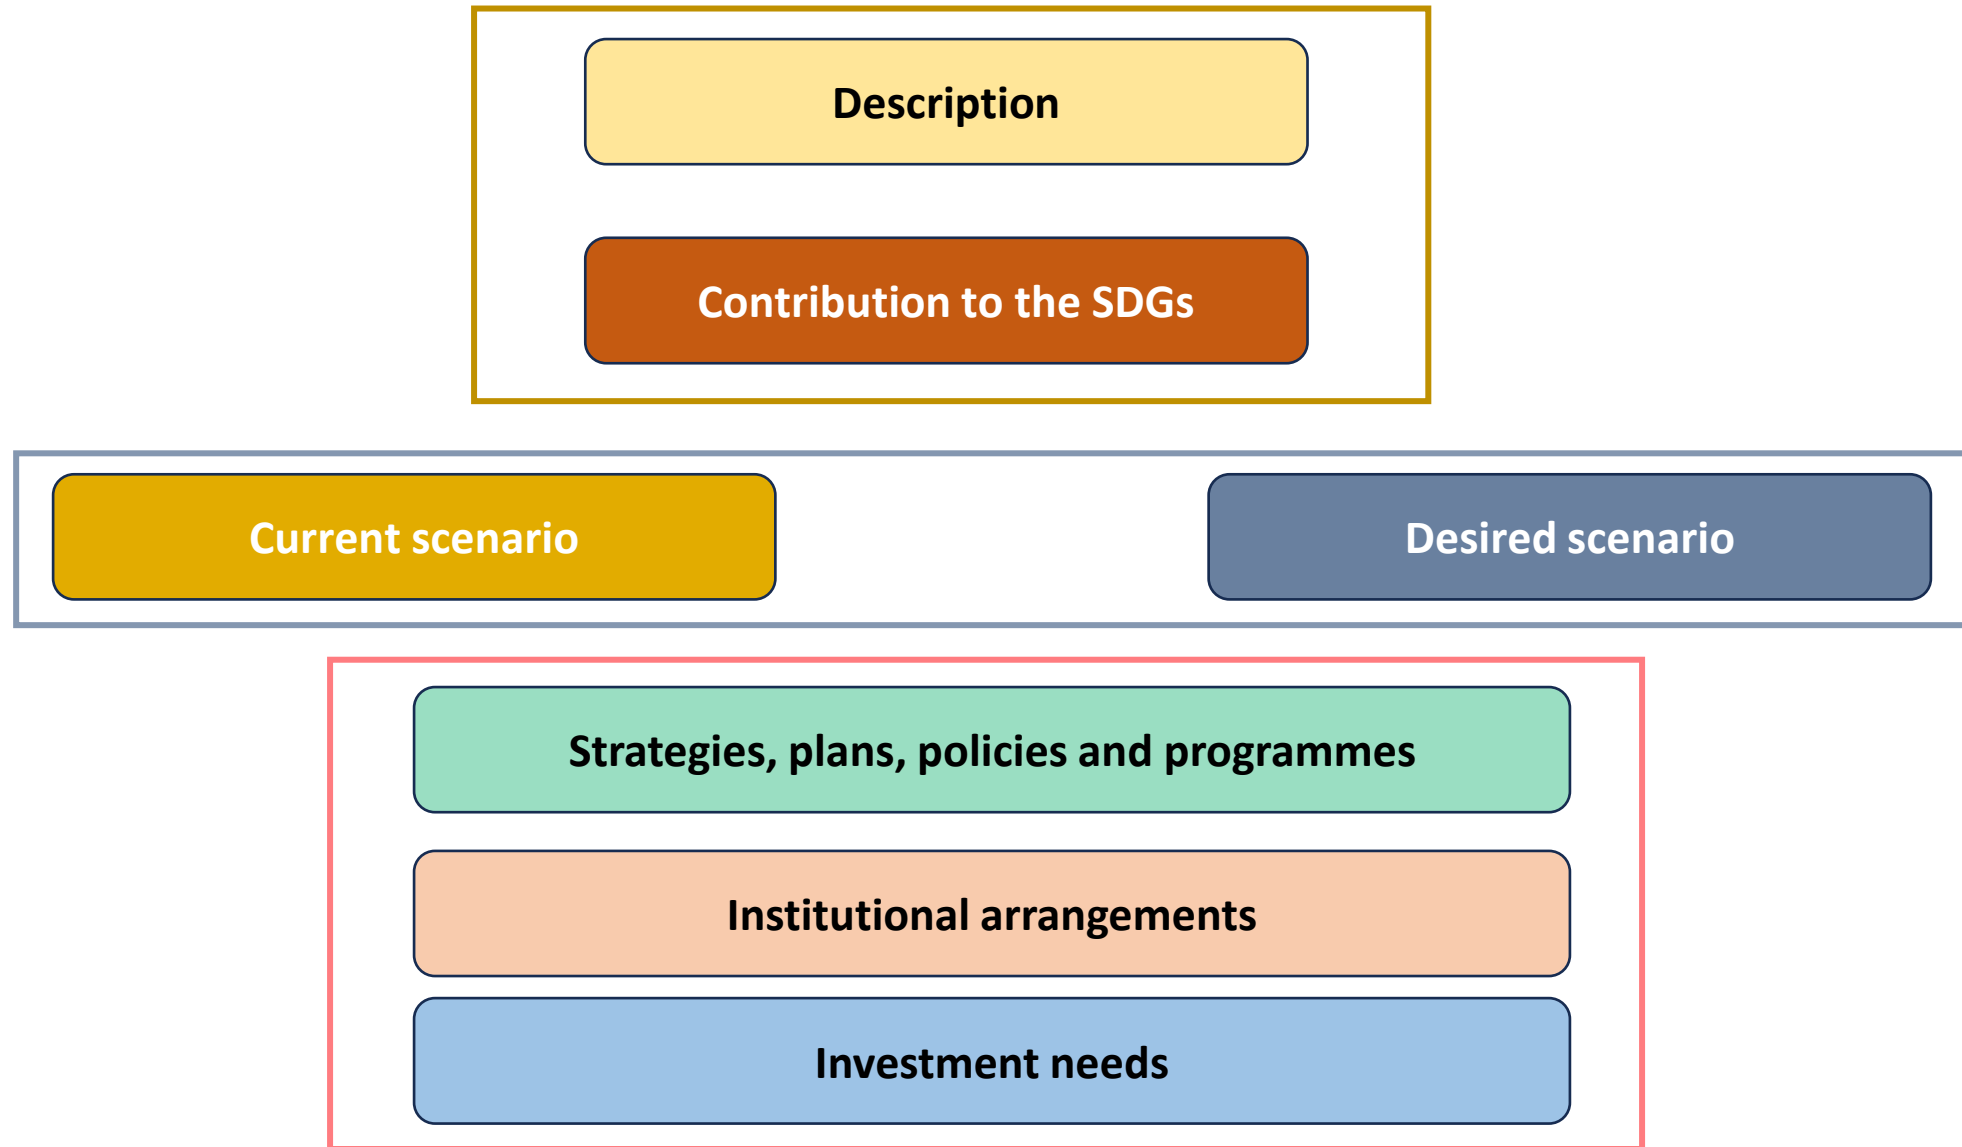 Description
Contribution to the SDGs
Current scenario
Desired scenario
Strategies, plans, policies and programmes
Institutional arrangements
Investment needs